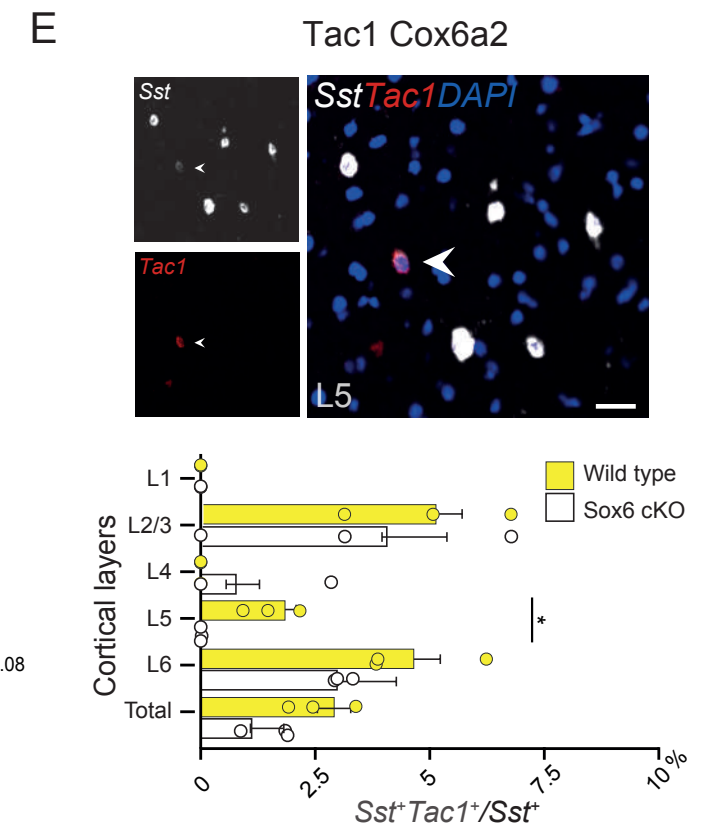 E
Tac1 Cox6a2
Sst
SstTac1DAPI
Tac1
L5
Wild type
Sox6 cKO
Cortical layers
L1
L2/3
L4
L5
L6
Total
*
.08
0
2.5
5
7.5
10 %
Sst⁺Tac1⁺/Sst⁺